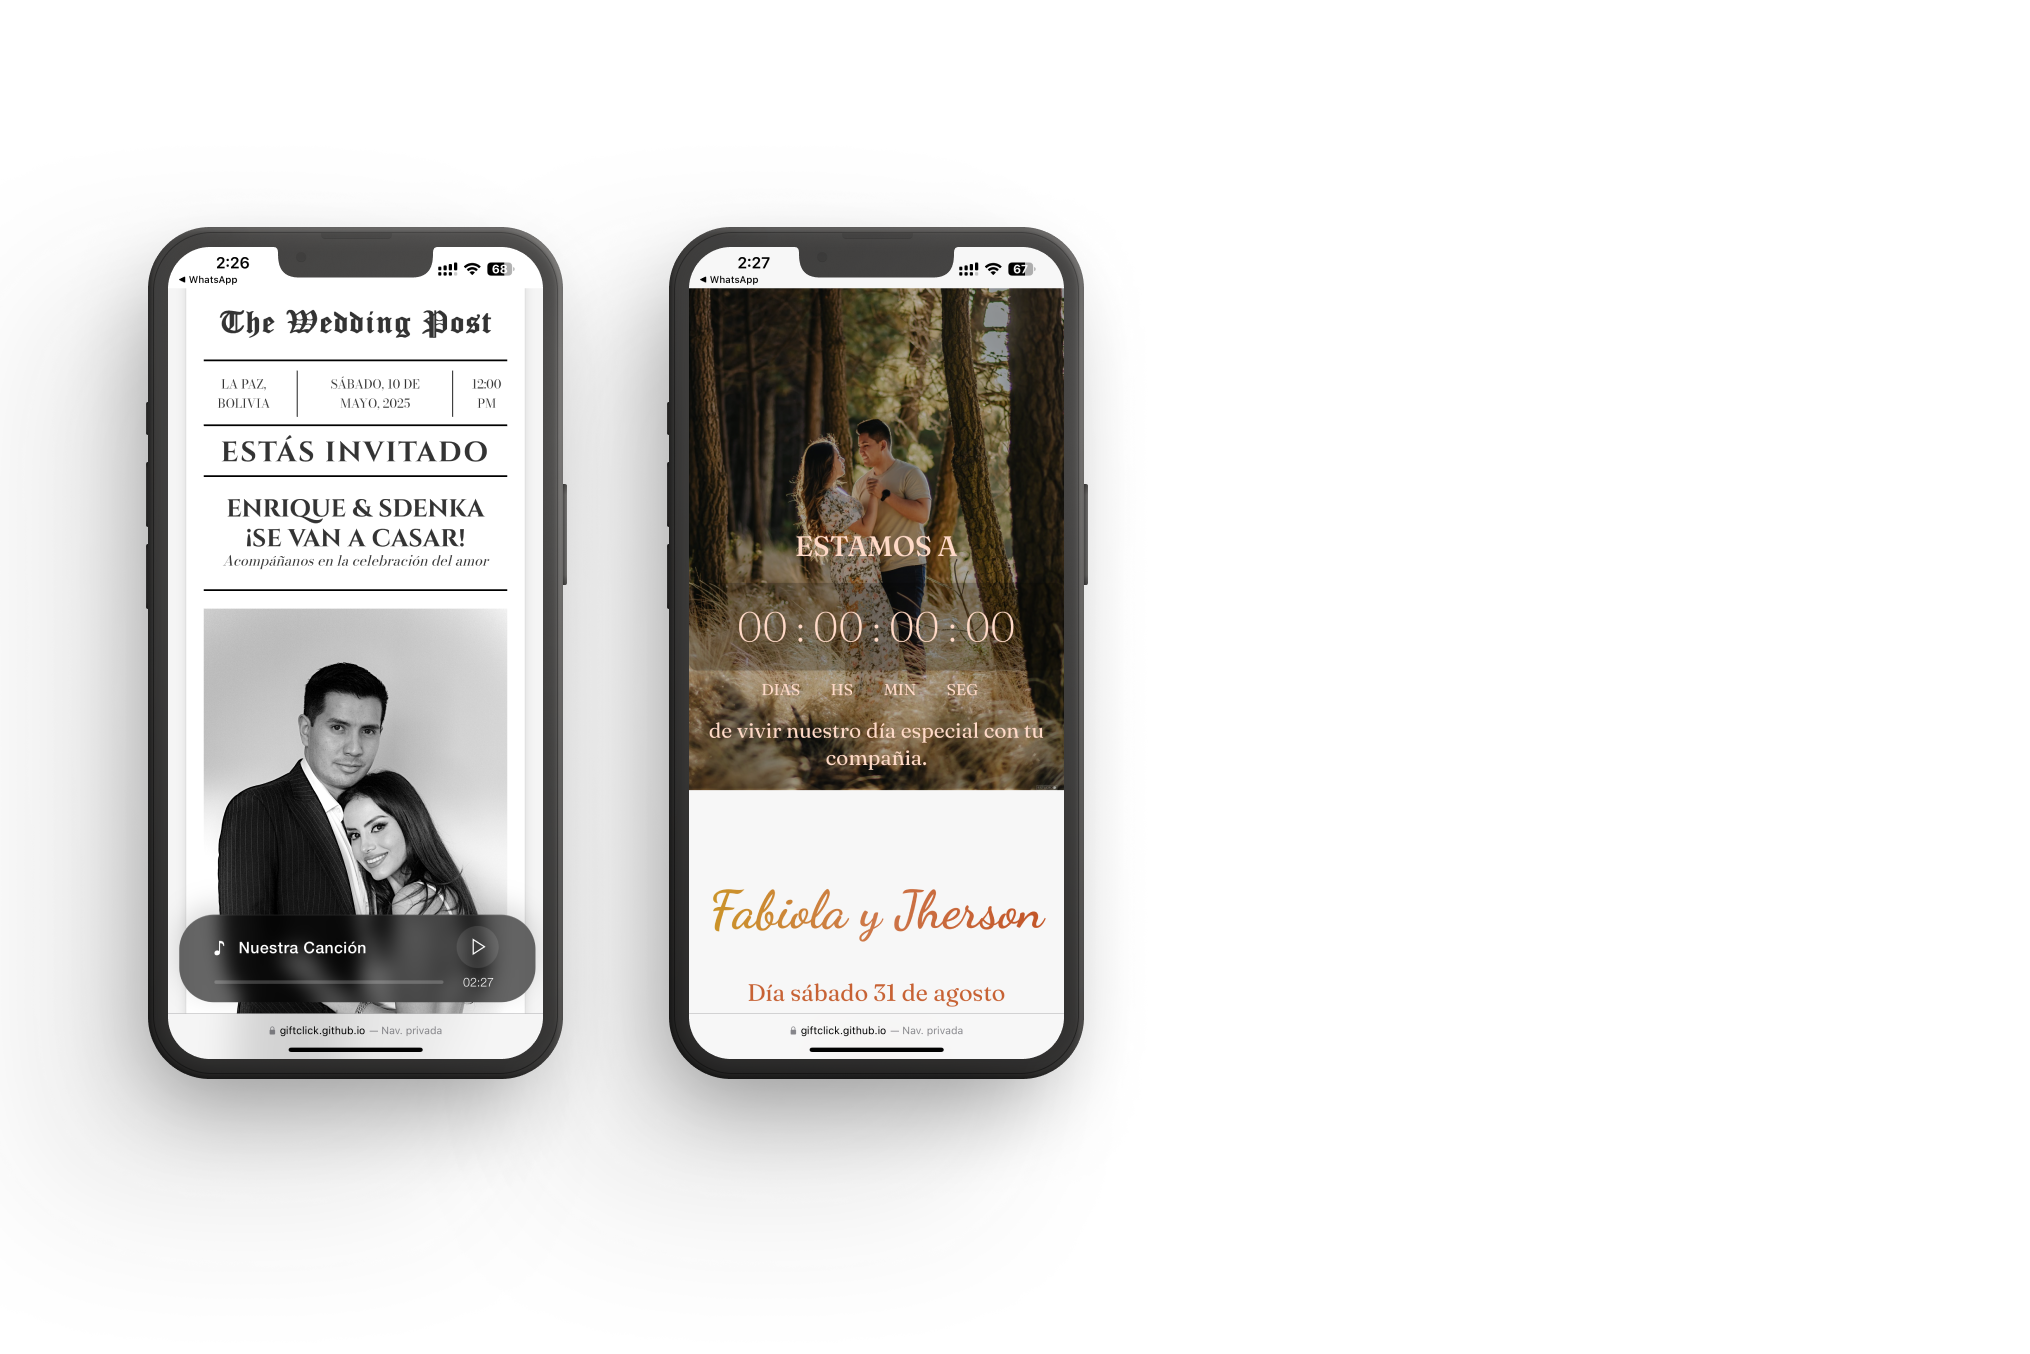 2:26
68
◀ WhatsApp
The Wedding Post
LA PAZ,
BOLIVIA
SÁBADO, 10 DE
MAYO, 2025
12:00
PM
ESTÁS INVITADO
ENRIQUE & SDENKA
¡SE VAN A CASAR!
Acompáñanos en la celebración del amor
Nuestra Canción
02:27
giftclick.github.io — Nav. privada
2:27
67
◀ WhatsApp
ESTAMOS A
00 : 00 : 00 : 00
DIAS HS MIN SEG
de vivir nuestro día especial con tu
compañia.
Fabiola y Jherson
Día sábado 31 de agosto
giftclick.github.io — Nav. privada